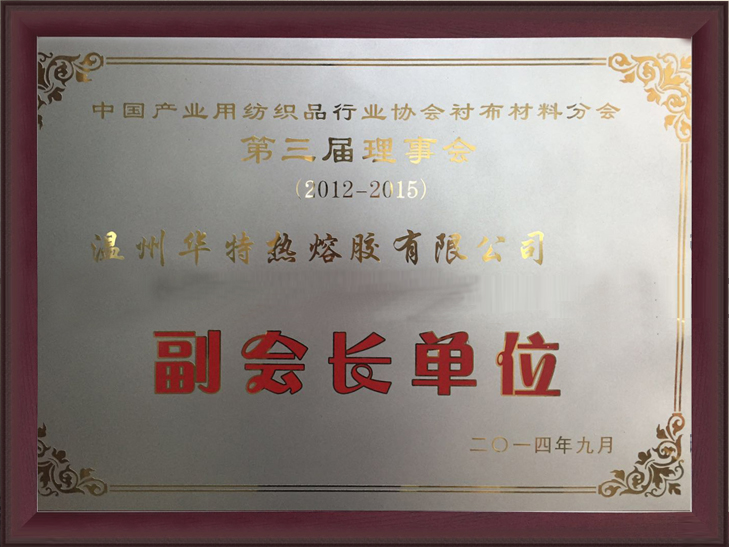 中国产业用纺织品行业协会衬布材料分会
第三届理事会
(2012-2015)
温州华特热熔胶有限公司
副会长单位
二〇一四年九月